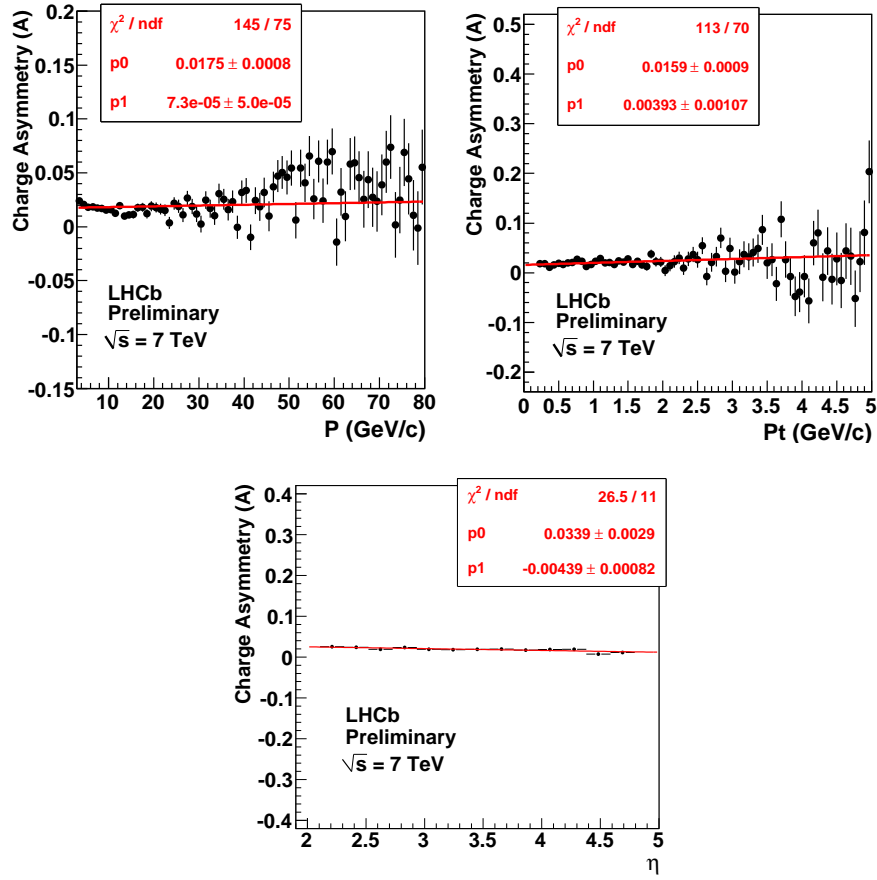 χ² / ndf 145 / 75
p0 0.0175 ± 0.0008
p1 7.3e-05 ± 5.0e-05
Charge Asymmetry (A)
0.2
0.15
0.1
0.05
0
-0.05
-0.1
-0.15
LHCb
Preliminary
√s = 7 TeV
10 20 30 40 50 60 70 80
P (GeV/c)
χ² / ndf 113 / 70
p0 0.0159 ± 0.0009
p1 0.00393 ± 0.00107
Charge Asymmetry (A)
0.5
0.4
0.3
0.2
0.1
0
-0.1
-0.2
LHCb
Preliminary
√s = 7 TeV
0 0.5 1 1.5 2 2.5 3 3.5 4 4.5 5
Pt (GeV/c)
χ² / ndf 26.5 / 11
p0 0.0339 ± 0.0029
p1 -0.00439 ± 0.00082
Charge Asymmetry (A)
0.4
0.3
0.2
0.1
0
-0.1
-0.2
-0.3
-0.4
LHCb
Preliminary
√s = 7 TeV
2 2.5 3 3.5 4 4.5 5
η